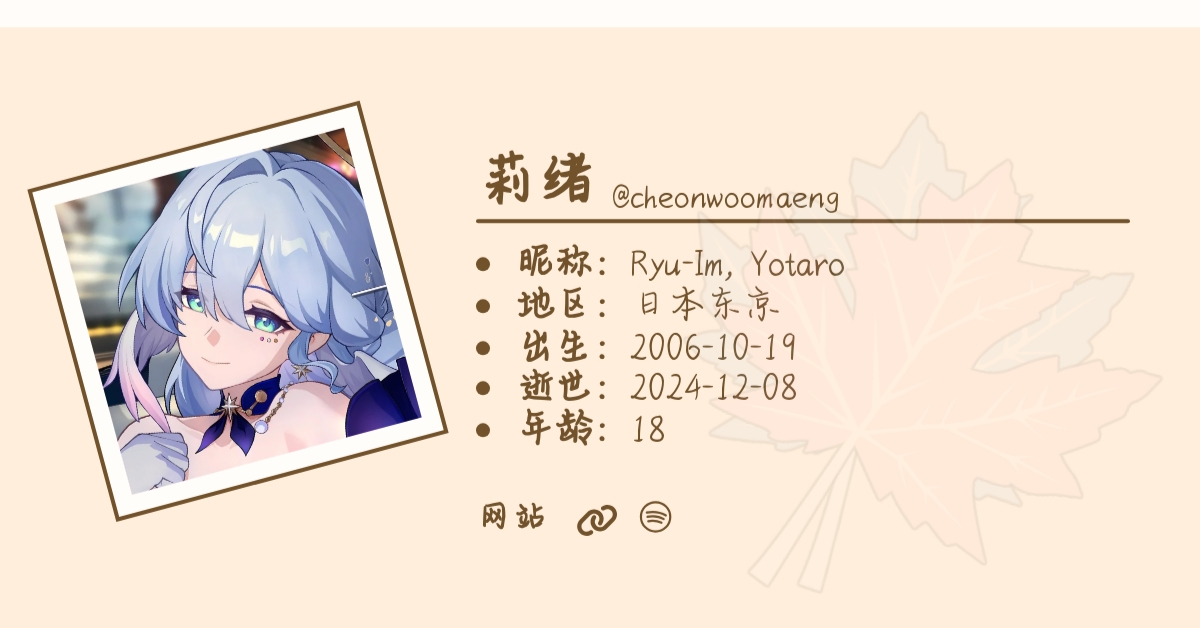 莉绪 @cheonwoomaeng
昵称：Ryu-Im, Yotaro
地区：日本东京
出生：2006-10-19
逝世：2024-12-08
年龄：18
网站